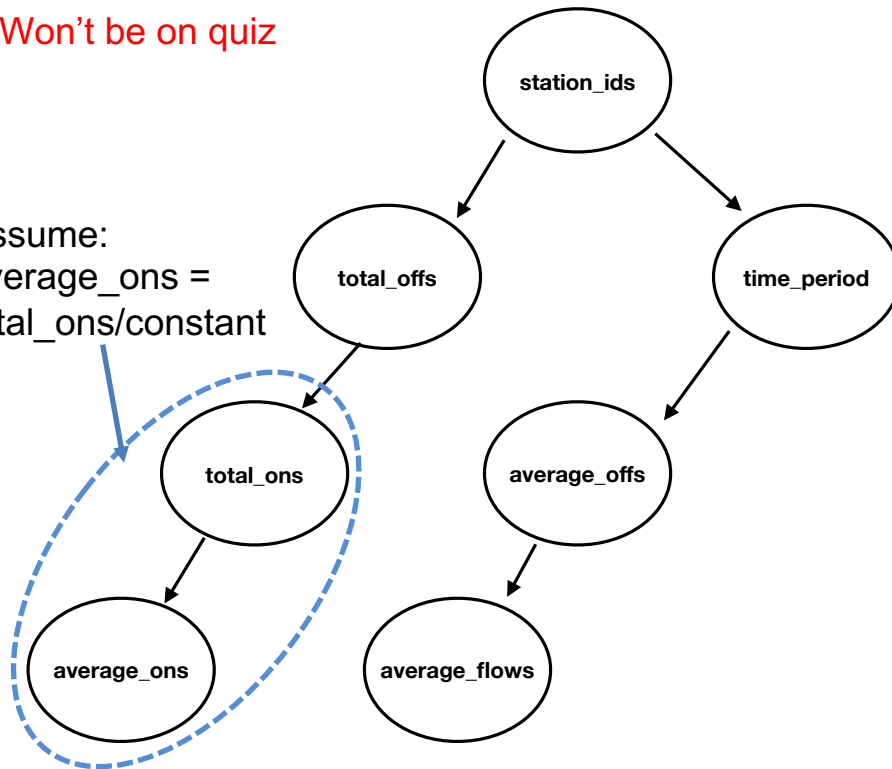 Won’t be on quiz
station_ids
ssume:
verage_ons =
tal_ons/constant
total_offs
time_period
total_ons
average_offs
average_ons
average_flows